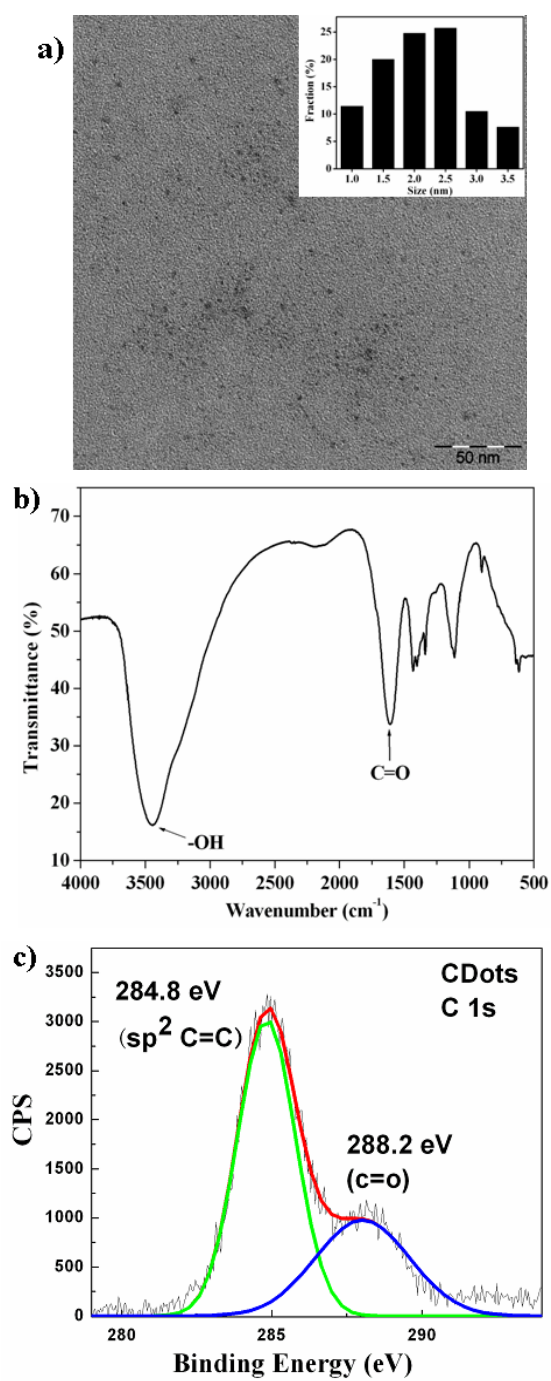 a)
Fraction (%)
25
20
15
10
5
0
1.0 1.5 2.0 2.5 3.0 3.5
Size (nm)
50 nm
b)
Transmittance (%)
70
60
50
40
30
20
10
C=O
-OH
4000 3500 3000 2500 2000 1500 1000 500
Wavenumber (cm⁻¹)
c)
CPS
3500
3000
2500
2000
1500
1000
500
0
284.8 eV
(sp² C=C)
CDots
C 1s
288.2 eV
(c=o)
280 285 290
Binding Energy (eV)